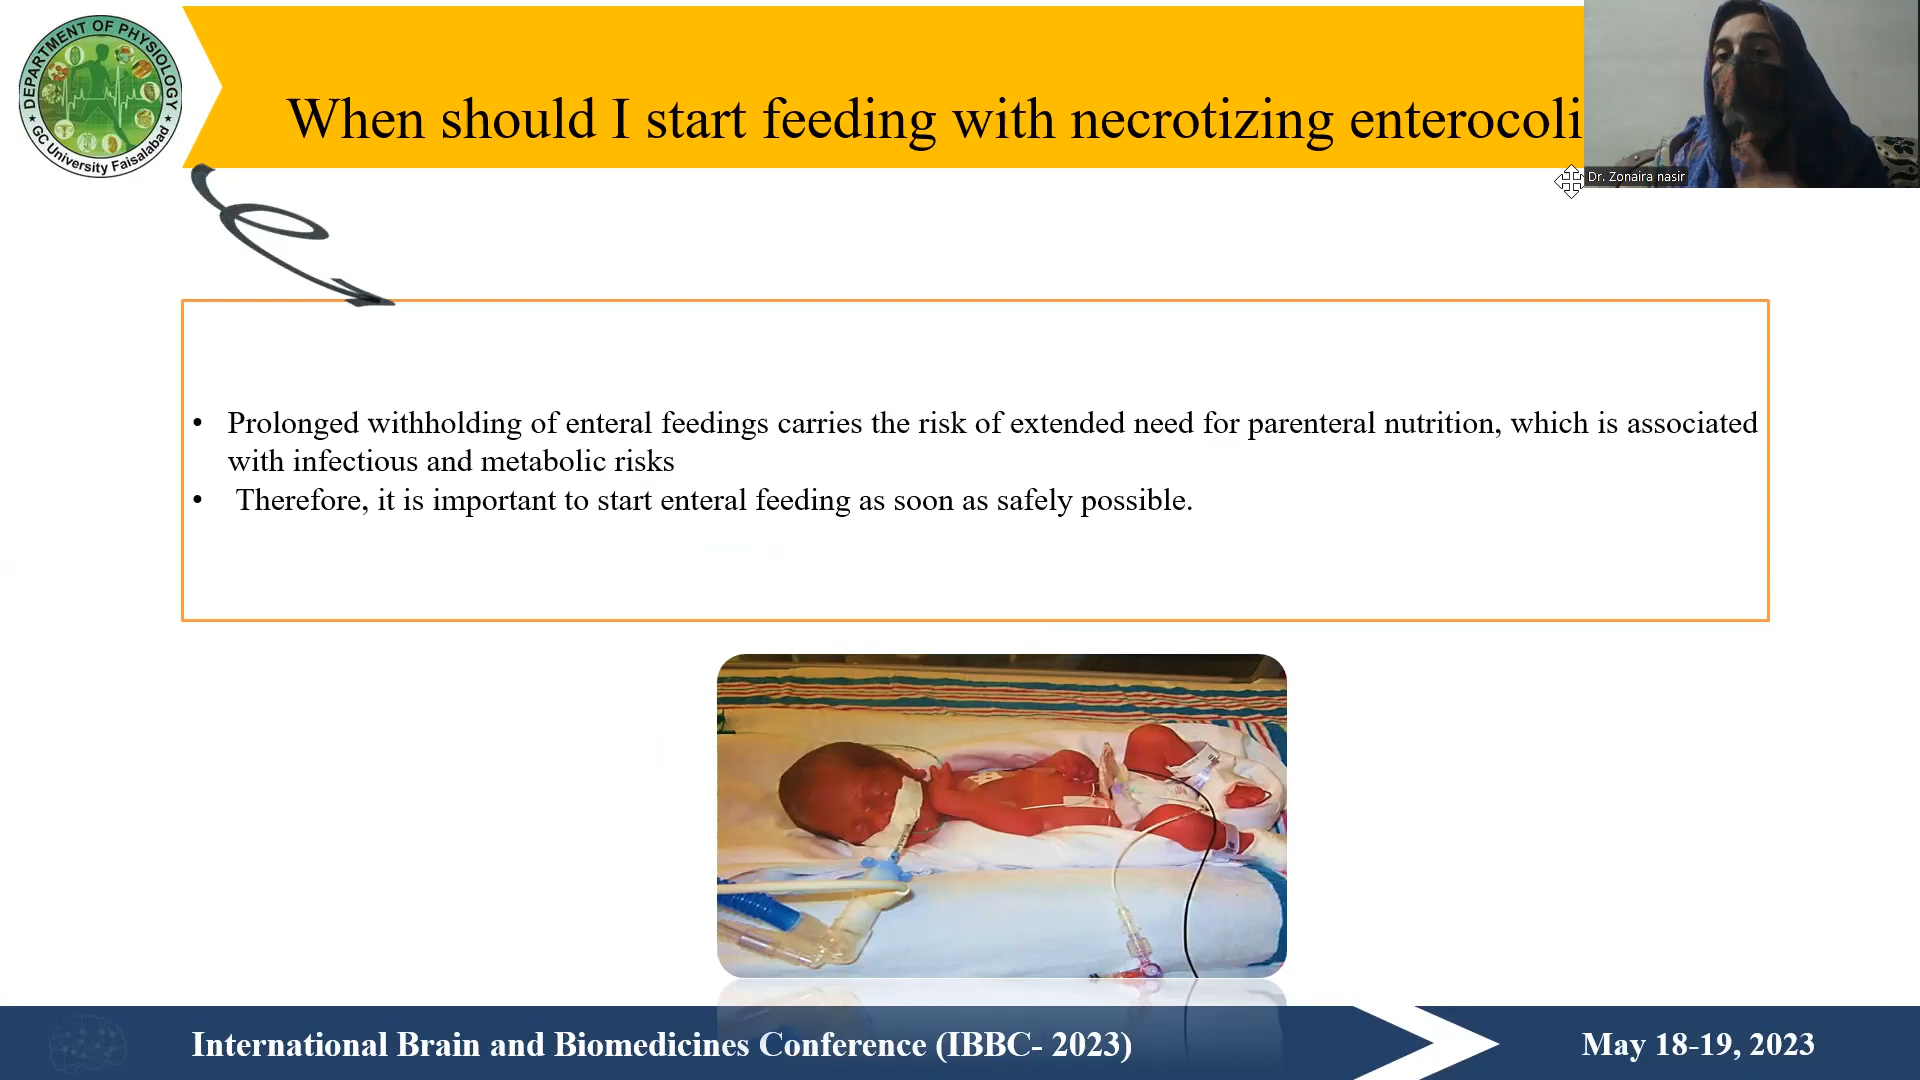 DEPARTMENT OF PHYSIOLOGY
GC University Faisalabad
When should I start feeding with necrotizing enterocoli
Dr. Zonaira nasir
• Prolonged withholding of enteral feedings carries the risk of extended need for parenteral nutrition, which is associated
with infectious and metabolic risks
• Therefore, it is important to start enteral feeding as soon as safely possible.
International Brain and Biomedicines Conference (IBBC- 2023)
May 18-19, 2023